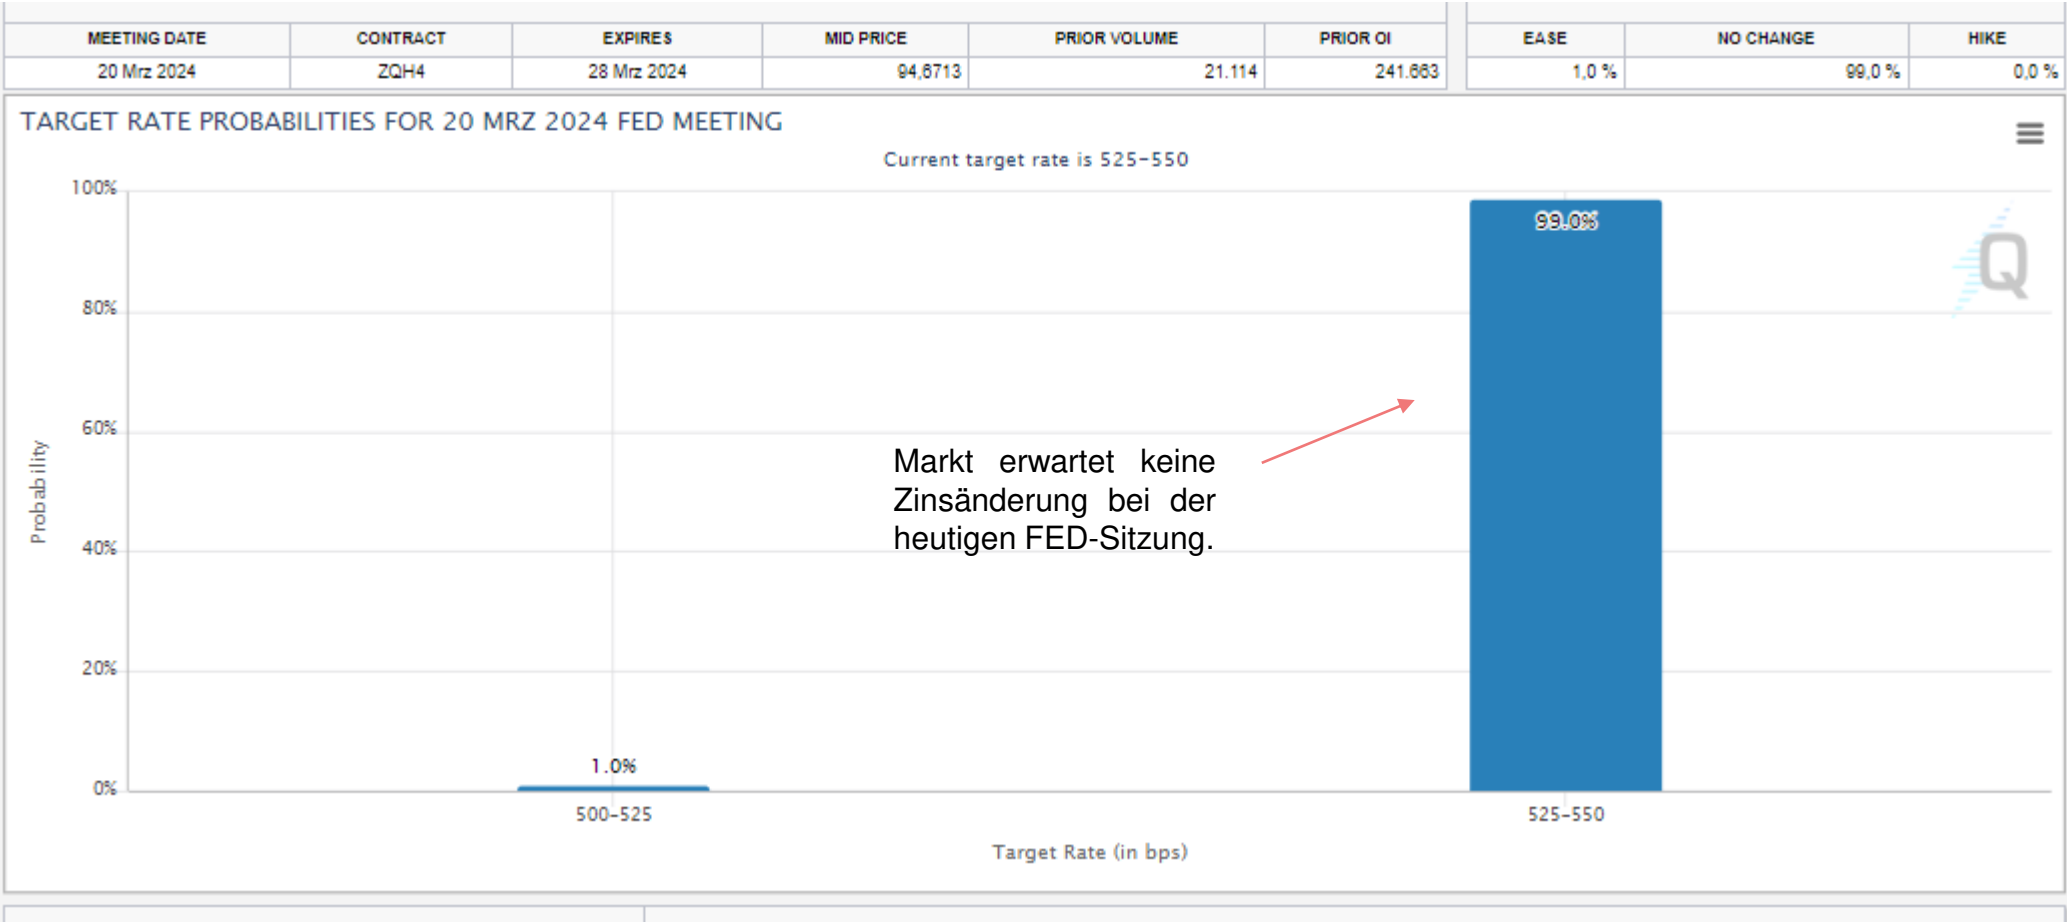 MEETING DATE CONTRACT EXPIRES MID PRICE PRIOR VOLUME PRIOR OI EASE NO CHANGE HIKE
20 Mrz 2024 ZQH4 28 Mrz 2024 94,6713 21.114 241.663 1,0 % 99,0 % 0,0 %
TARGET RATE PROBABILITIES FOR 20 MRZ 2024 FED MEETING
Current target rate is 525-550
100%
99.0%
Q
80%
60%
Probability
Markt erwartet keine
Zinsänderung bei der
heutigen FED-Sitzung.
40%
20%
1.0%
0%
500-525 525-550
Target Rate (in bps)